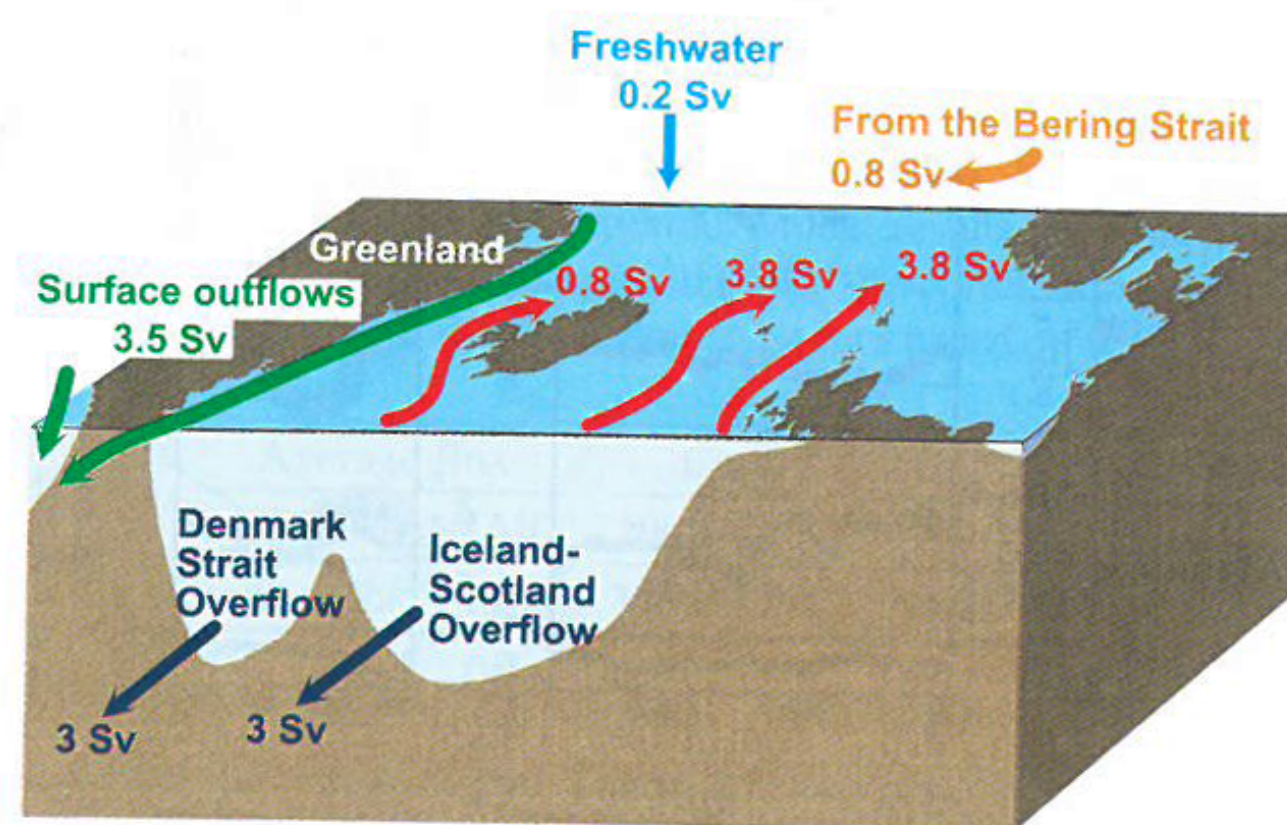 Freshwater
0.2 Sv
From the Bering Strait
0.8 Sv
Greenland
0.8 Sv
3.8 Sv
3.8 Sv
Surface outflows
3.5 Sv
Denmark
Strait
Overflow
Iceland-
Scotland
Overflow
3 Sv
3 Sv